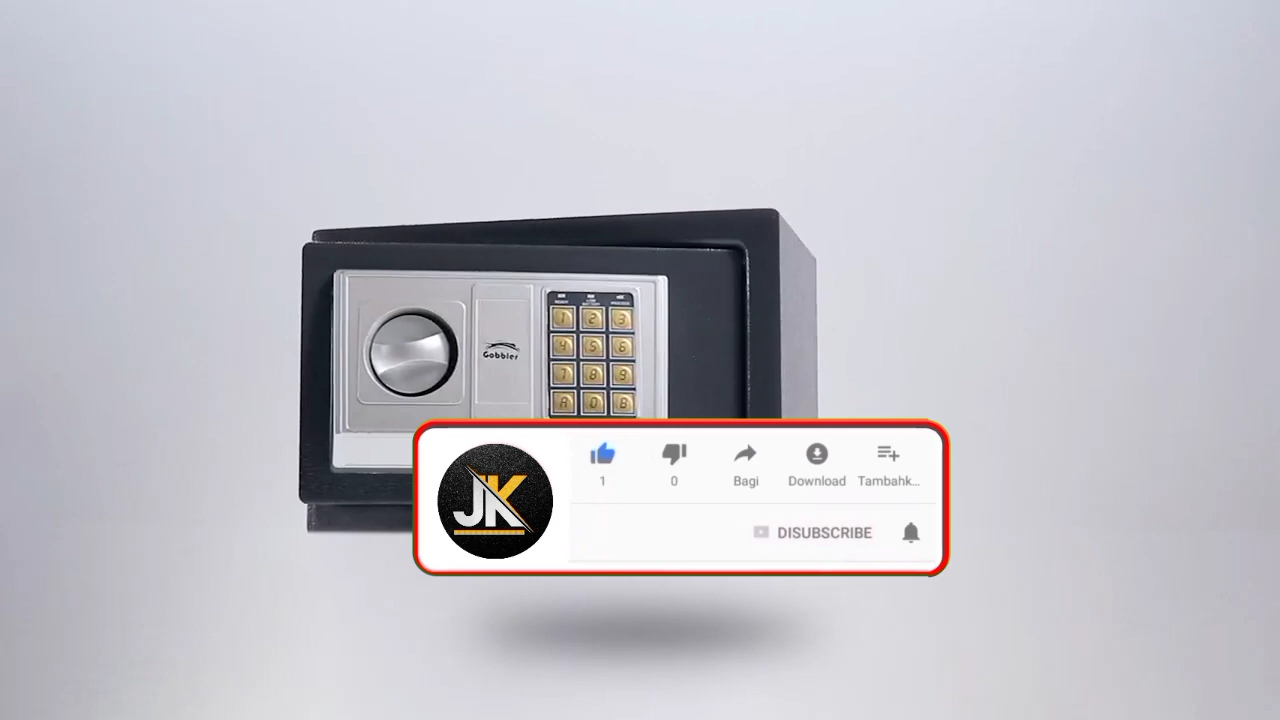 1 2 3
4 5 6
Gobbler
7 8 9
A 0 B
JK
1 0 Bagi Download Tambahk...
DISUBSCRIBE